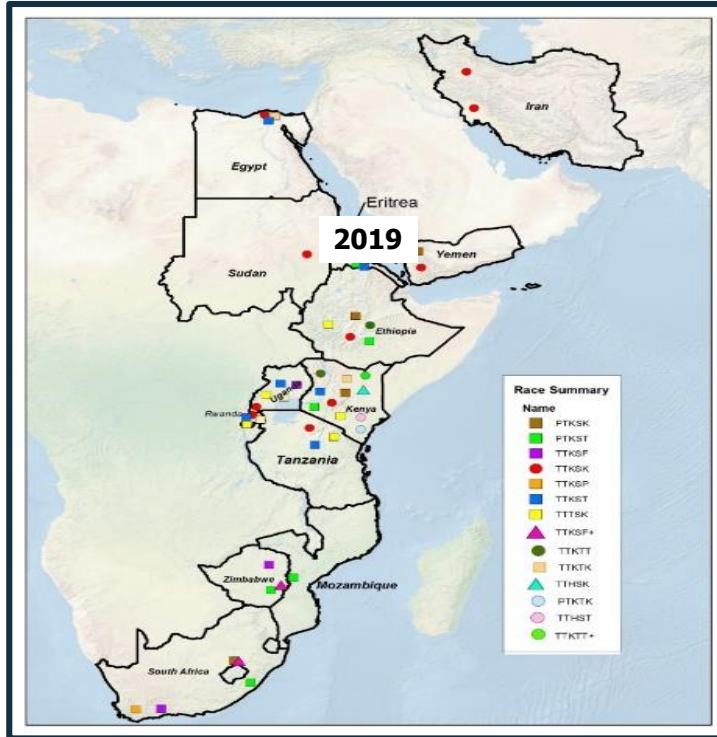 Iran
Egypt
Eritrea
2019
Yemen
Sudan
Ethiopia
Uganda
Rwanda
Kenya
Tanzania
Zimbabwe
Mozambique
South Africa
Race Summary
Name
PTKSK
PTKST
TTKSF
TTKSK
TTKSP
TTKST
TTTSK
TTKSF+
TTKTT
TTKTK
TTHSK
PTKTK
TTHST
TTKTT+